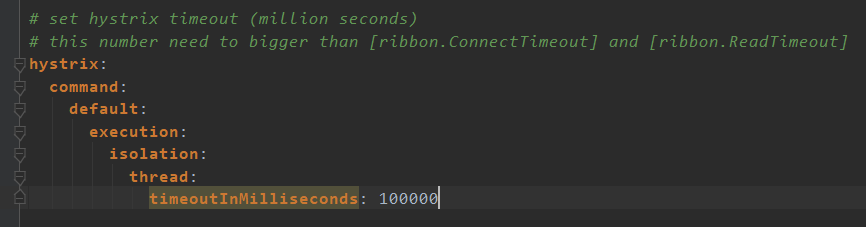 # set hystrix timeout (million seconds)
# this number need to bigger than [ribbon.ConnectTimeout] and [ribbon.ReadTimeout]
hystrix:
command:
default:
execution:
isolation:
thread:
timeoutInMilliseconds: 100000